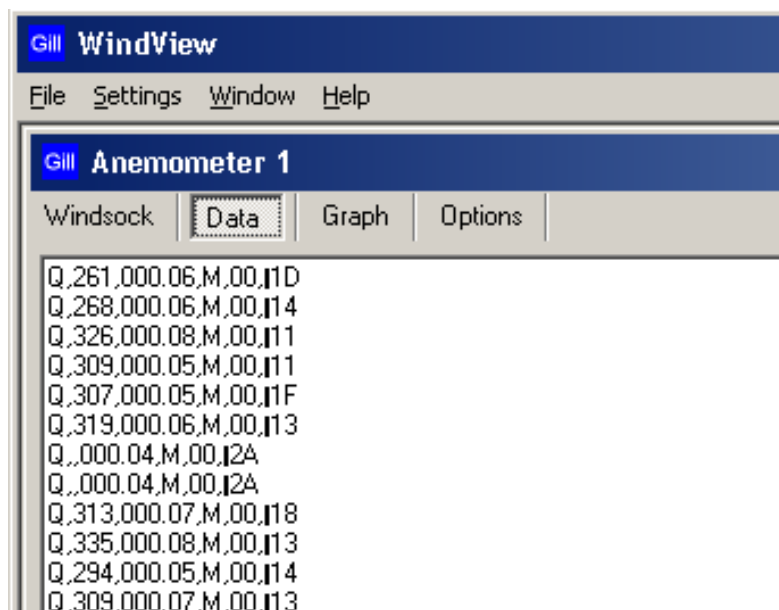 Gill WindView
File Settings Window Help
Gill Anemometer 1
Windsock Data Graph Options
Q,261,000.06,M,00,|1D
Q,268,000.06,M,00,|14
Q,326,000.08,M,00,|11
Q,309,000.05,M,00,|11
Q,307,000.05,M,00,|1F
Q,319,000.06,M,00,|13
Q,,000.04,M,00,|2A
Q,,000.04,M,00,|2A
Q,313,000.07,M,00,|18
Q,335,000.08,M,00,|13
Q,294,000.05,M,00,|14
Q,309,000.07,M,00,|13